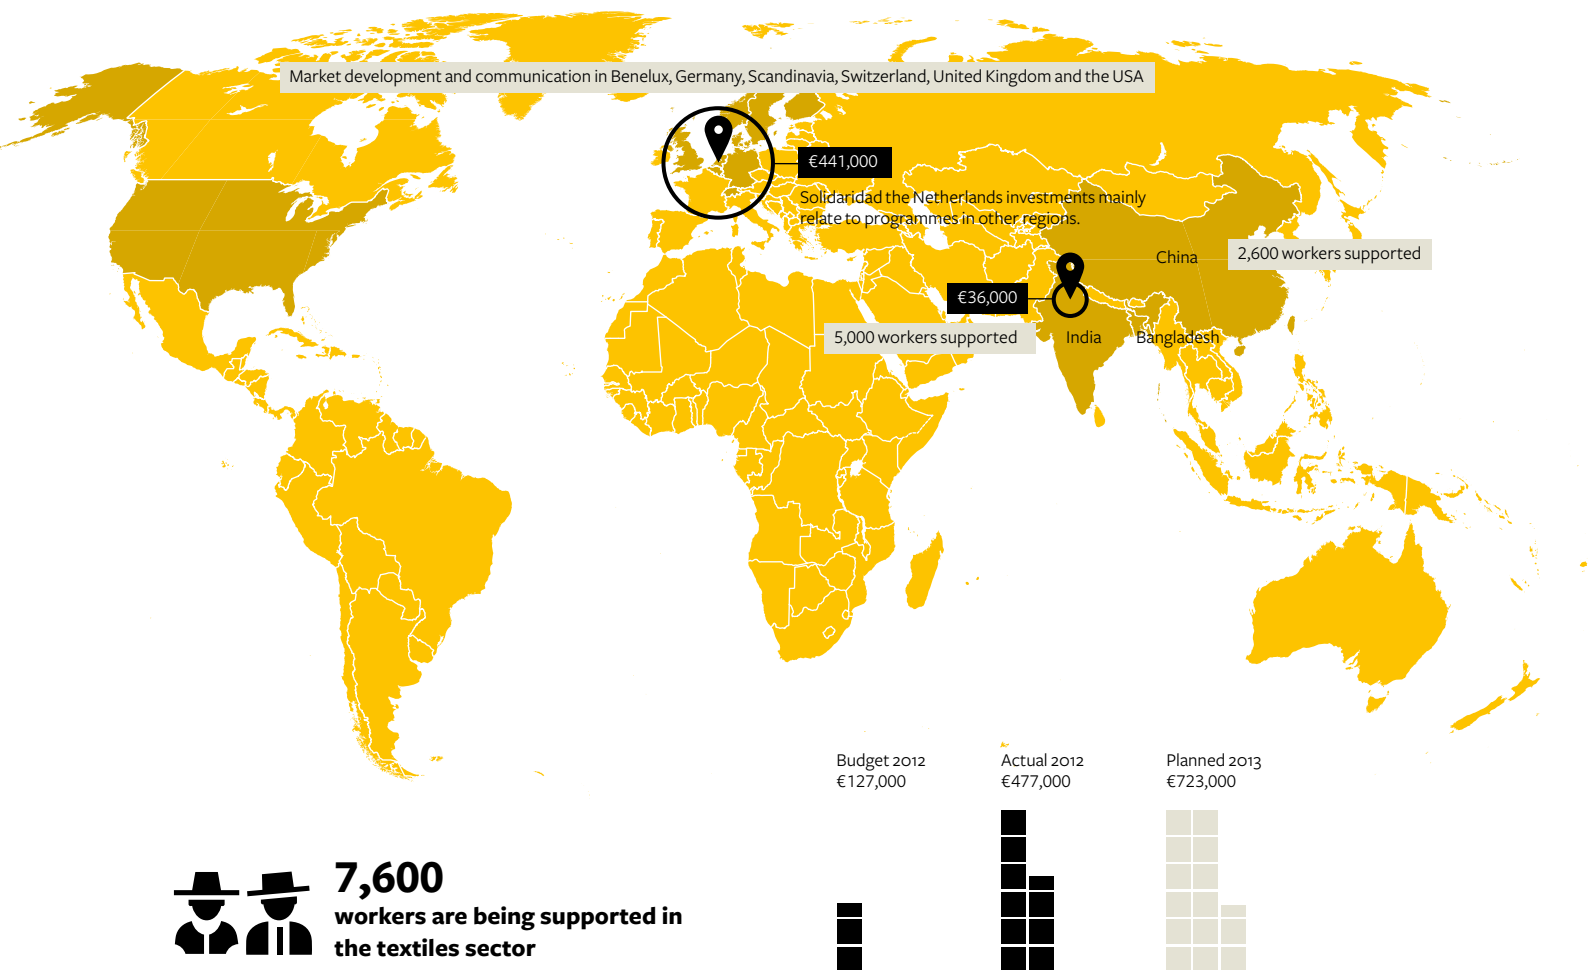 Market development and communication in Benelux, Germany, Scandinavia, Switzerland, United Kingdom and the USA
€441,000
Solidaridad the Netherlands investments mainly
relate to programmes in other regions.
China
2,600 workers supported
€36,000
5,000 workers supported
India
Bangladesh
Budget 2012
€127,000
Actual 2012
€477,000
Planned 2013
€723,000
7,600
workers are being supported in
the textiles sector